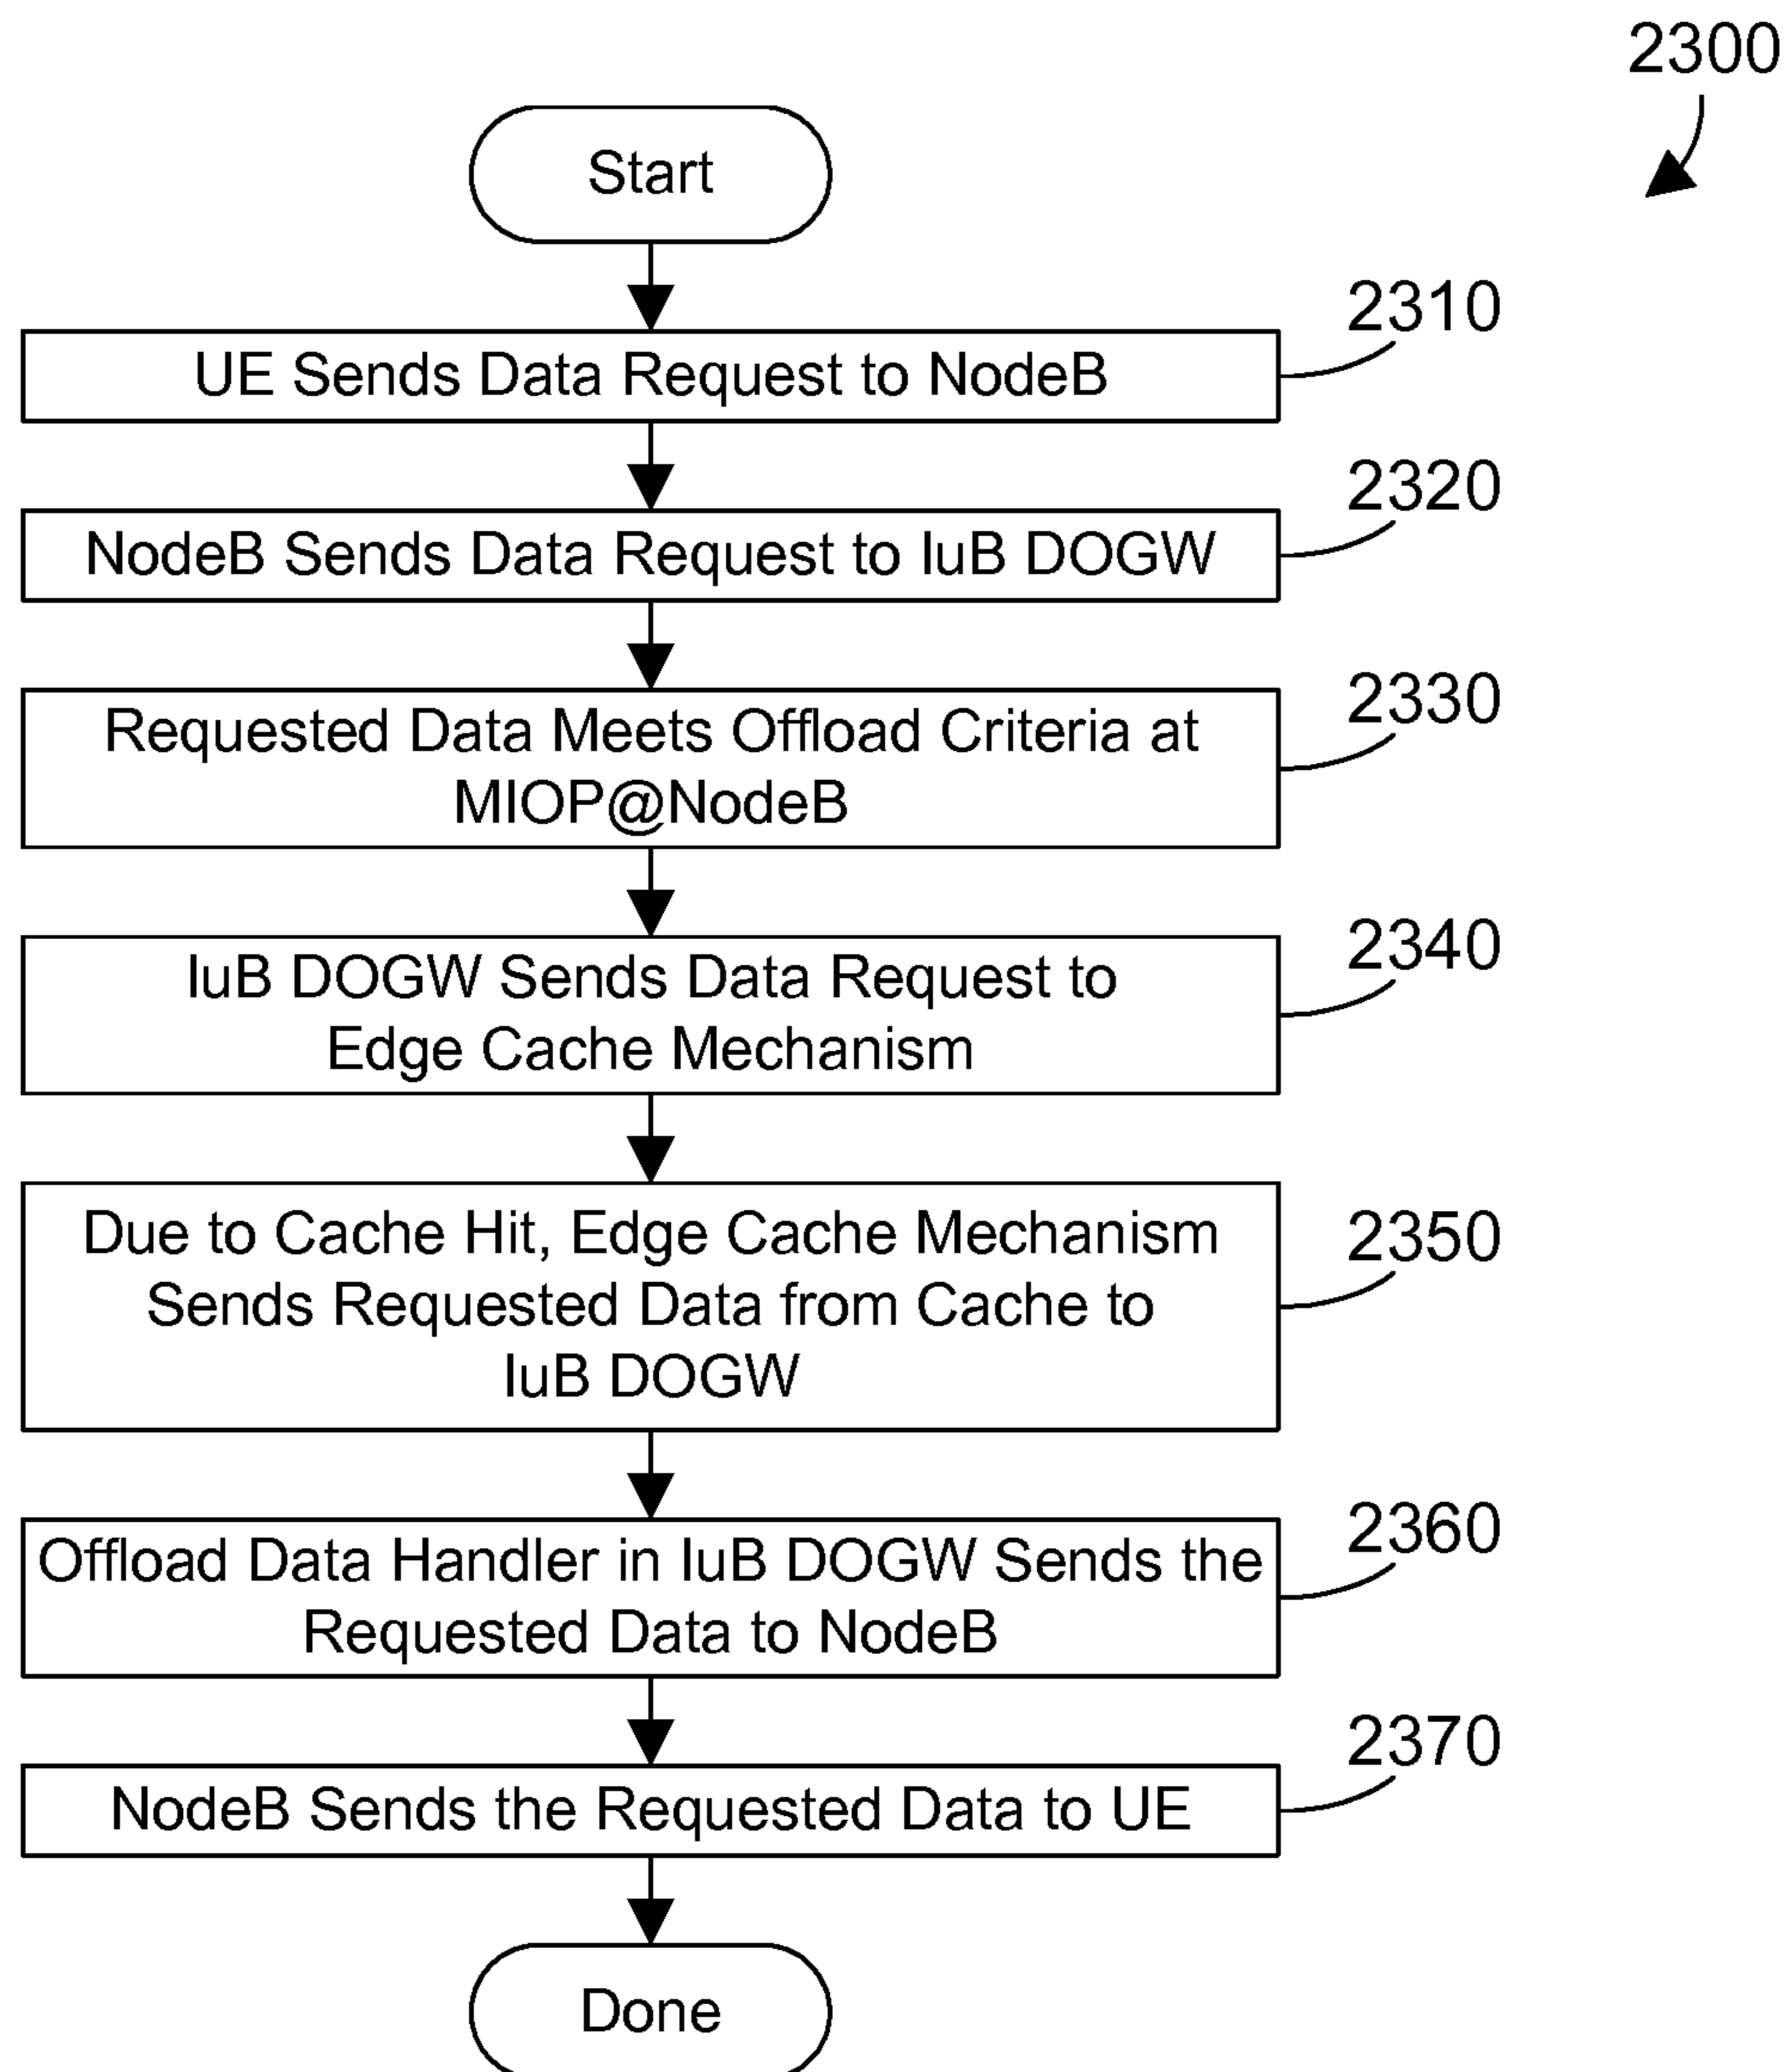 2300
Start
2310
UE Sends Data Request to NodeB
2320
NodeB Sends Data Request to IuB DOGW
2330
Requested Data Meets Offload Criteria at
MIOP@NodeB
2340
IuB DOGW Sends Data Request to
Edge Cache Mechanism
2350
Due to Cache Hit, Edge Cache Mechanism
Sends Requested Data from Cache to
IuB DOGW
2360
Offload Data Handler in IuB DOGW Sends the
Requested Data to NodeB
2370
NodeB Sends the Requested Data to UE
Done